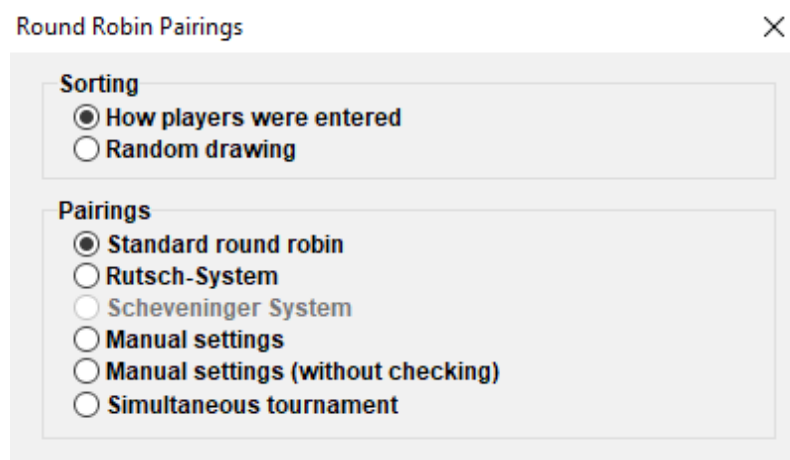 Round Robin Pairings
Sorting
How players were entered
Random drawing
Pairings
Standard round robin
Rutsch-System
Scheveninger System
Manual settings
Manual settings (without checking)
Simultaneous tournament